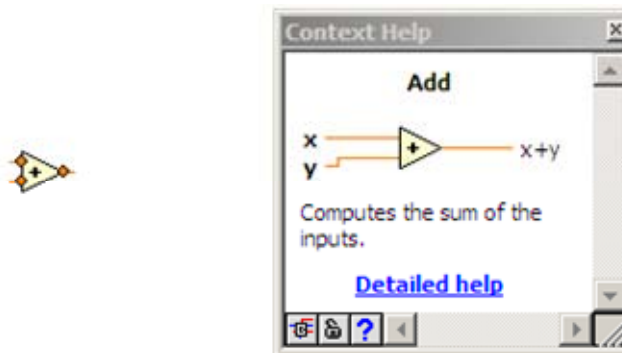 Context Help
Add
x
y
x+y
Computes the sum of the
inputs.
Detailed help
?